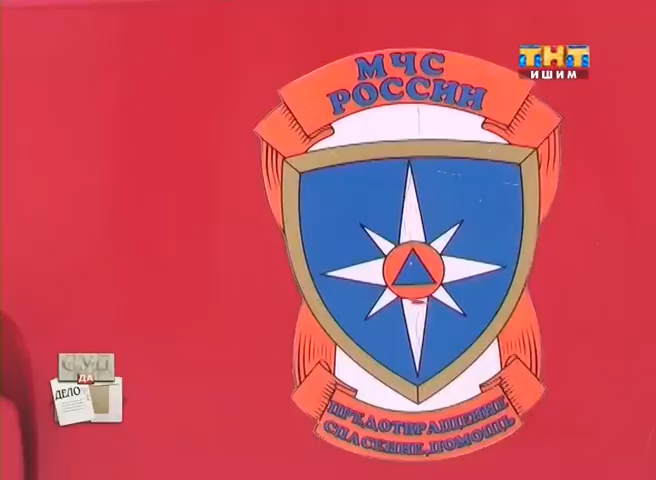 МЧС
РОССИИ
ТНТ
ИШИМ
СУД
ДА
ДЕЛО
ПРЕДОТВРАЩЕНИЕ
СПАСЕНИЕ, ПОМОЩЬ